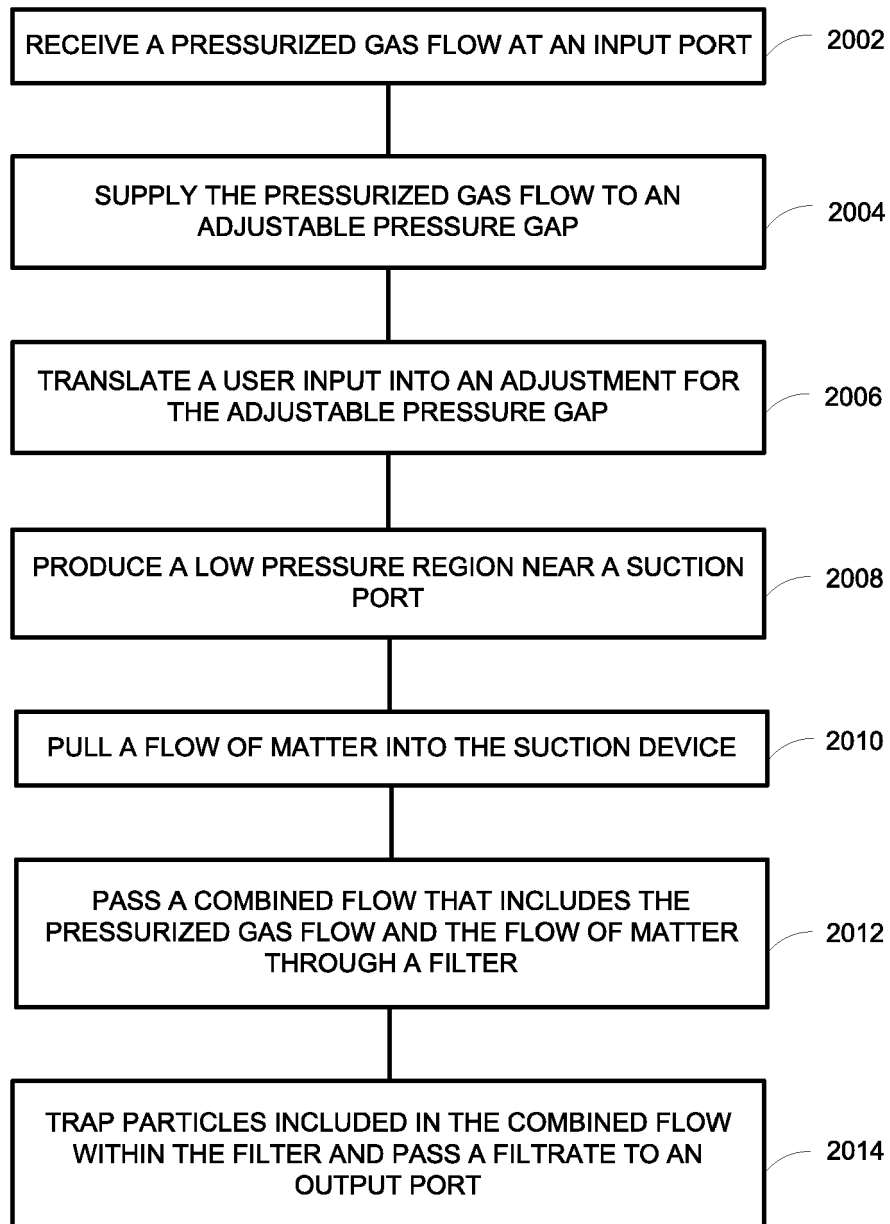 RECEIVE A PRESSURIZED GAS FLOW AT AN INPUT PORT
2002
SUPPLY THE PRESSURIZED GAS FLOW TO AN
ADJUSTABLE PRESSURE GAP
2004
TRANSLATE A USER INPUT INTO AN ADJUSTMENT FOR
THE ADJUSTABLE PRESSURE GAP
2006
PRODUCE A LOW PRESSURE REGION NEAR A SUCTION
PORT
2008
PULL A FLOW OF MATTER INTO THE SUCTION DEVICE
2010
PASS A COMBINED FLOW THAT INCLUDES THE
PRESSURIZED GAS FLOW AND THE FLOW OF MATTER
THROUGH A FILTER
2012
TRAP PARTICLES INCLUDED IN THE COMBINED FLOW
WITHIN THE FILTER AND PASS A FILTRATE TO AN
OUTPUT PORT
2014